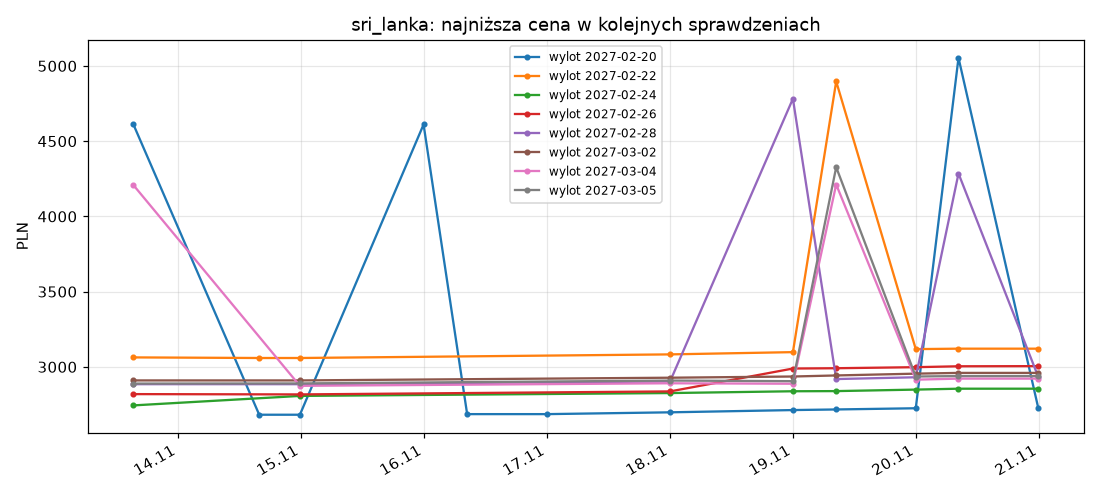 sri_lanka: najniższa cena w kolejnych sprawdzeniach
wylot 2027-02-20
wylot 2027-02-22
wylot 2027-02-24
wylot 2027-02-26
wylot 2027-02-28
wylot 2027-03-02
wylot 2027-03-04
wylot 2027-03-05
PLN
5000
4500
4000
3500
3000
14.11
15.11
16.11
17.11
18.11
19.11
20.11
21.11